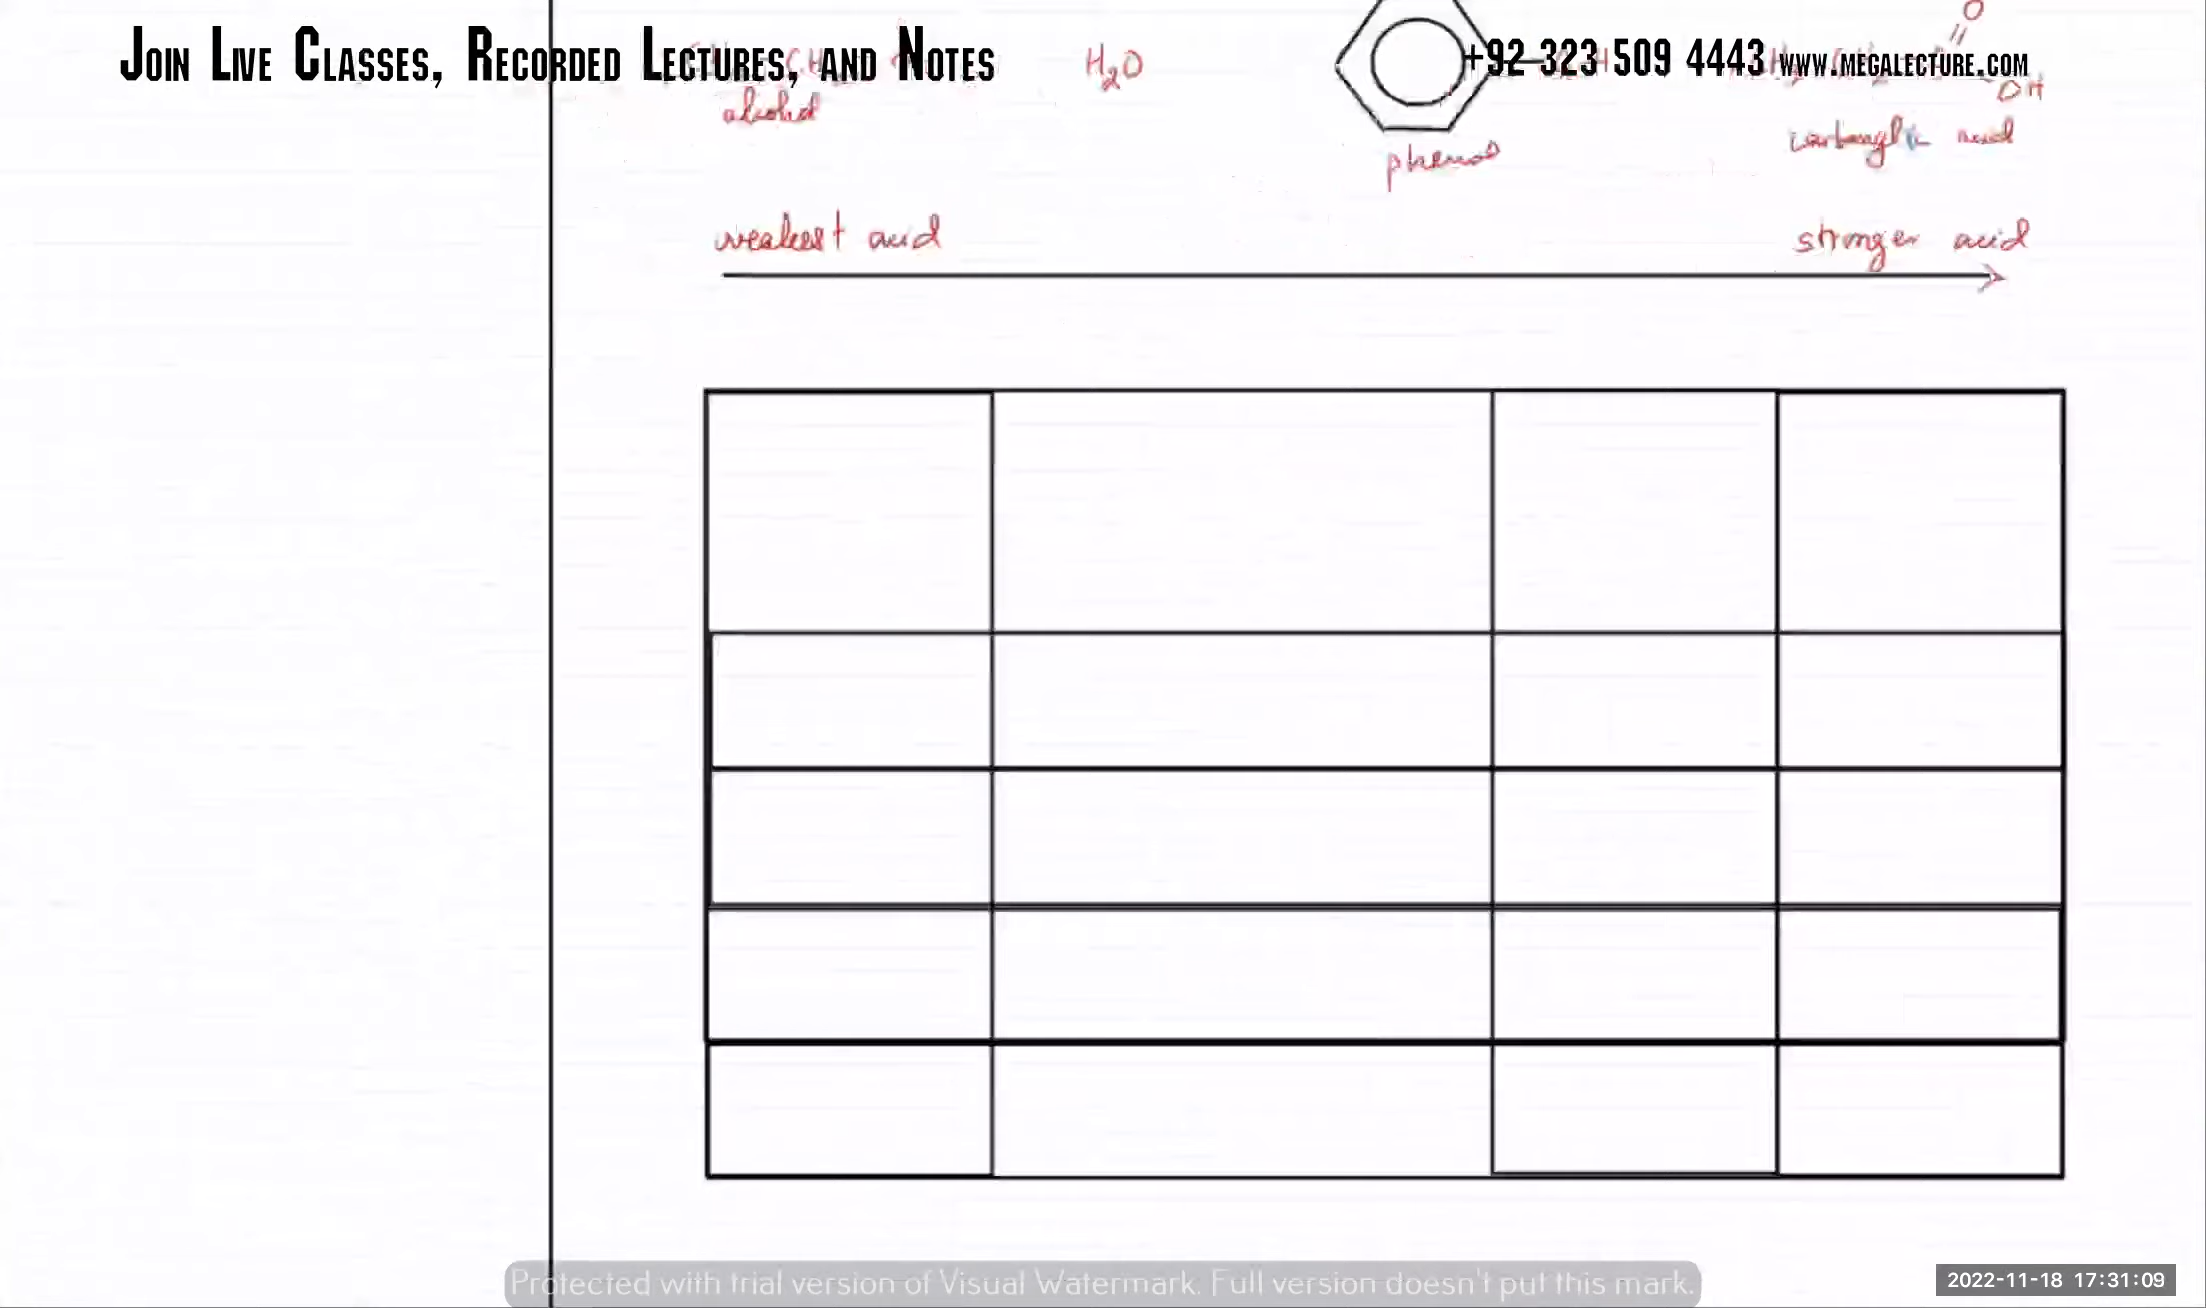 JOIN LIVE CLASSES, RECORDED LECTURES, AND NOTES
+92 323 509 4443 www.megalecture.com
H₂O
O
OH
alcohol
phenol
carboxylic acid
weakest acid
stronger acid
Protected with trial version of Visual Watermark. Full version doesn't put this mark.
2022-11-18 17:31:09